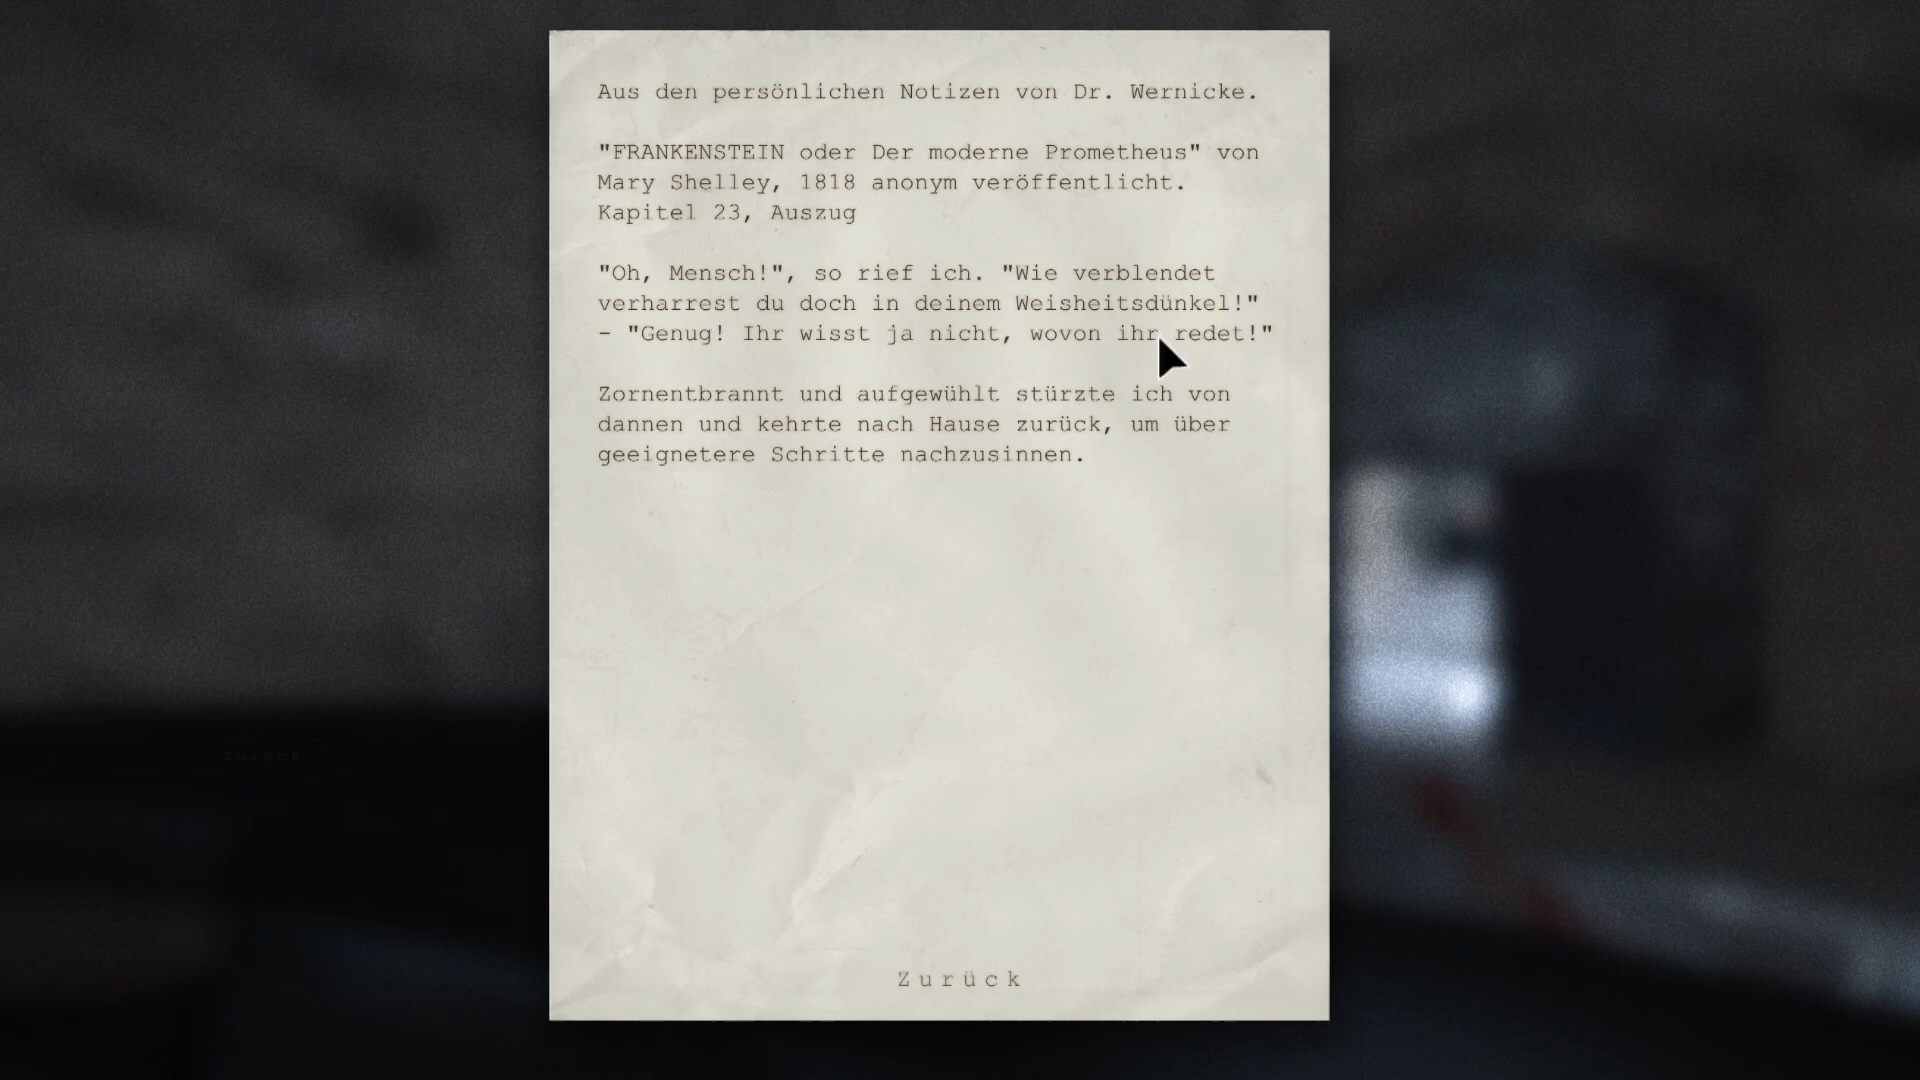 Aus den persönlichen Notizen von Dr. Wernicke.
"FRANKENSTEIN oder Der moderne Prometheus" von
Mary Shelley, 1818 anonym veröffentlicht.
Kapitel 23, Auszug
"Oh, Mensch!", so rief ich. "Wie verblendet
verharrest du doch in deinem Weisheitsdünkel!"
- "Genug! Ihr wisst ja nicht, wovon ihr redet!"
Zornentbrannt und aufgewühlt stürzte ich von
dannen und kehrte nach Hause zurück, um über
geeignetere Schritte nachzusinnen.
Zurück
Zurück